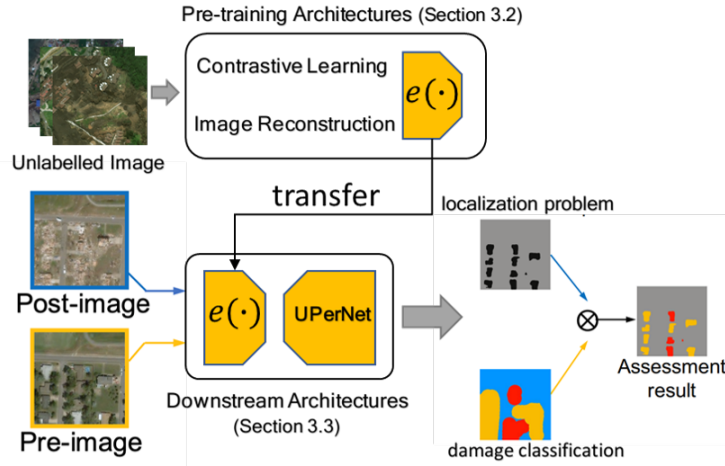 Pre-training Architectures (Section 3.2)
Contrastive Learning
e(·)
Image Reconstruction
Unlabelled Image
transfer
localization problem
Post-image
e(·)
UPerNet
Assessment
result
Downstream Architectures
(Section 3.3)
Pre-image
damage classification